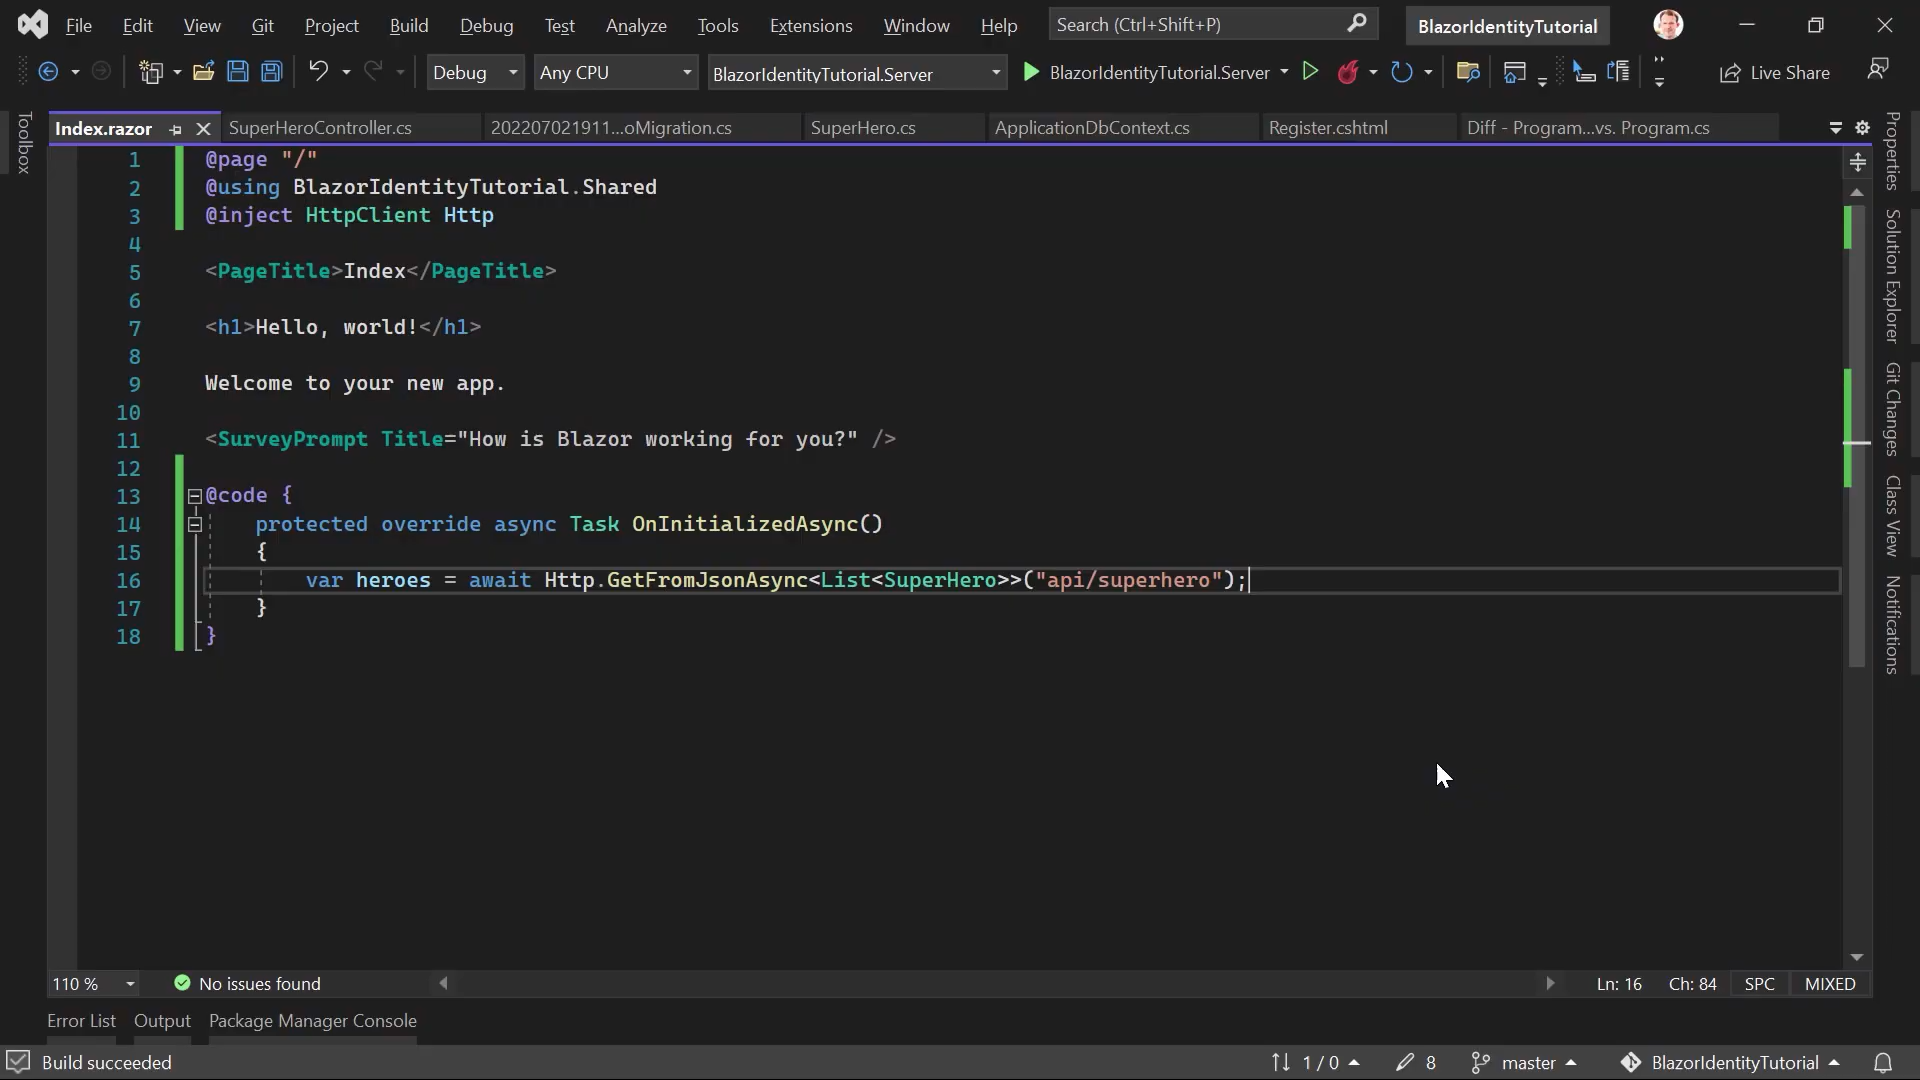 File Edit View Git Project Build Debug Test Analyze Tools Extensions Window Help Search (Ctrl+Shift+P) BlazorIdentityTutorial
Debug Any CPU BlazorIdentityTutorial.Server BlazorIdentityTutorial.Server Live Share
Index.razor SuperHeroController.cs 202207021911...oMigration.cs SuperHero.cs ApplicationDbContext.cs Register.cshtml Diff - Program...vs. Program.cs
Toolbox
1 @page "/"
2 @using BlazorIdentityTutorial.Shared
3 @inject HttpClient Http
4
5 <PageTitle>Index</PageTitle>
6
7 <h1>Hello, world!</h1>
8
9 Welcome to your new app.
10
11 <SurveyPrompt Title="How is Blazor working for you?" />
12
13 @code {
14 protected override async Task OnInitializedAsync()
15 {
16 var heroes = await Http.GetFromJsonAsync<List<SuperHero>>("api/superhero");
17 }
18 }
Properties
Solution Explorer
Git Changes
Class View
Notifications
110 % No issues found Ln: 16 Ch: 84 SPC MIXED
Error List Output Package Manager Console
Build succeeded 1 / 0 8 master BlazorIdentityTutorial